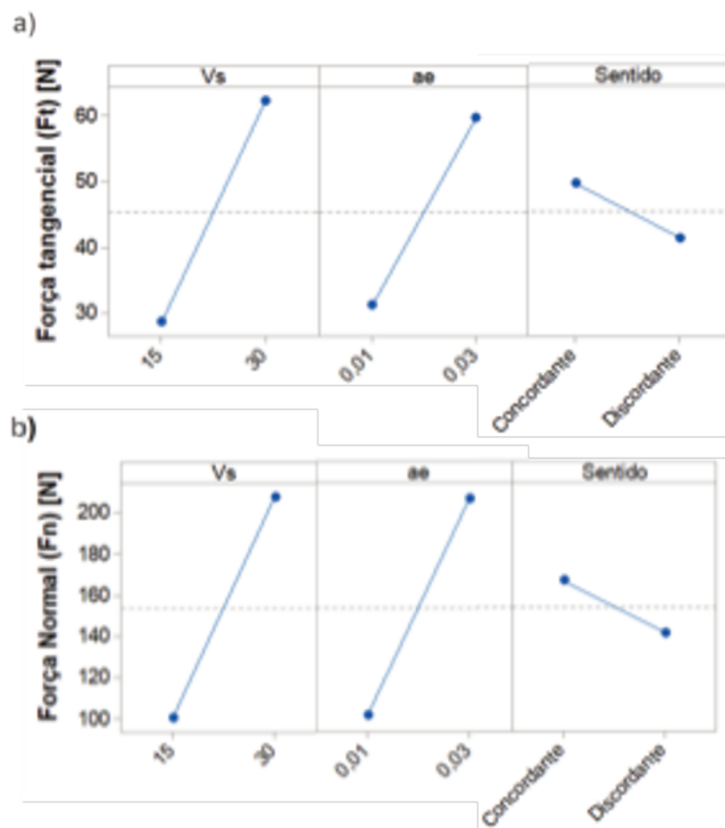 a)
Vs ae Sentido
Força tangencial (Ft) [N]
60
50
40
30
15 30 0,01 0,03 Concordante Discordante
b)
Vs ae Sentido
Força Normal (Fn) [N]
200
180
160
140
120
100
15 30 0,01 0,03 Concordante Discordante